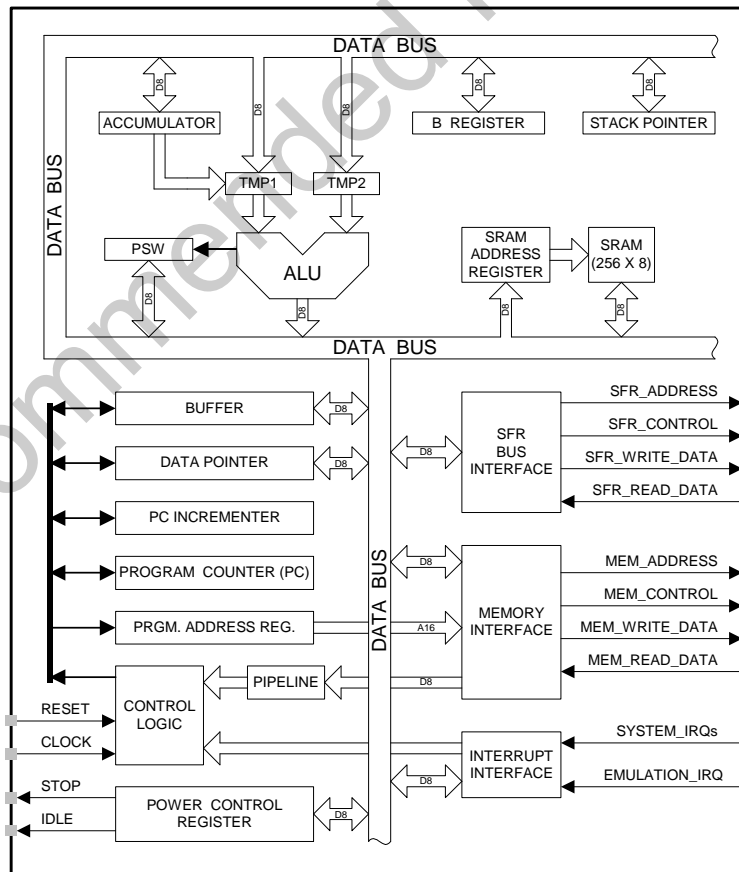 DATA BUS
D8
D8
D8
D8
D8
ACCUMULATOR
B REGISTER
STACK POINTER
DATA BUS
TMP1
TMP2
PSW
ALU
SRAM
ADDRESS
REGISTER
SRAM
(256 X 8)
D8
D8
D8
D8
DATA BUS
BUFFER
D8
DATA POINTER
D8
PC INCREMENTER
PROGRAM COUNTER (PC)
PRGM. ADDRESS REG.
A16
DATA BUS
D8
SFR
BUS
INTERFACE
SFR_ADDRESS
SFR_CONTROL
SFR_WRITE_DATA
SFR_READ_DATA
D8
MEMORY
INTERFACE
MEM_ADDRESS
MEM_CONTROL
MEM_WRITE_DATA
MEM_READ_DATA
D8
PIPELINE
CONTROL
LOGIC
RESET
CLOCK
INTERRUPT
INTERFACE
SYSTEM_IRQs
EMULATION_IRQ
D8
STOP
IDLE
POWER CONTROL
REGISTER
D8